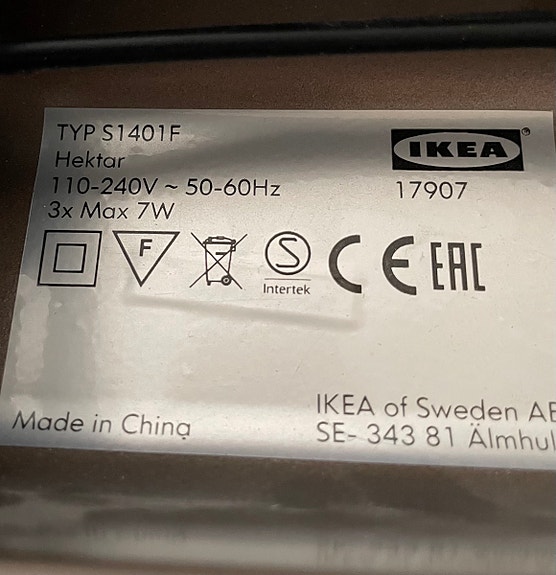 TYP S1401F
Hektar
110-240V ~ 50-60Hz
3x Max 7W
IKEA®
17907
F
S
Intertek
CE
EAC
Made in China
IKEA of Sweden AB
SE- 343 81 Älmhul